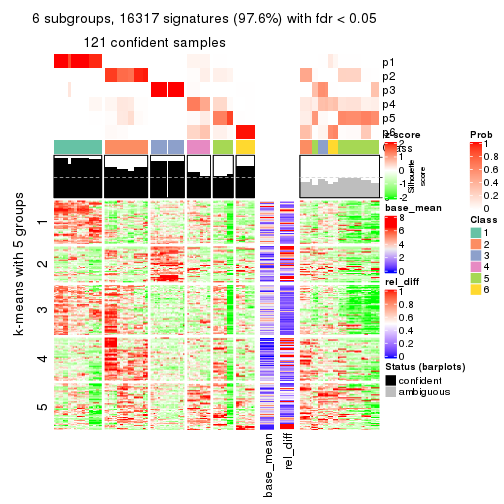 6 subgroups, 16317 signatures (97.6%) with fdr < 0.05
121 confident samples
p1
p2
p3
p4
p5
p6
Class
Silhouette
score
k-means with 5 groups
1
2
3
4
5
base_mean
rel_diff
z-score
2
1
0
-1
-2
base_mean
8
6
4
2
0
rel_diff
1
0.8
0.6
0.4
0.2
0
Status (barplots)
confident
ambiguous
Prob
1
0.8
0.6
0.4
0.2
0
Class
1
2
3
4
5
6